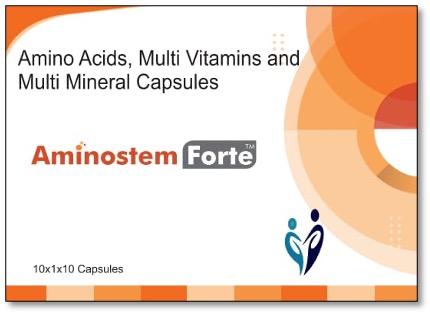 Amino Acids, Multi Vitamins and
Multi Mineral Capsules
Aminostem Forte™
10x1x10 Capsules